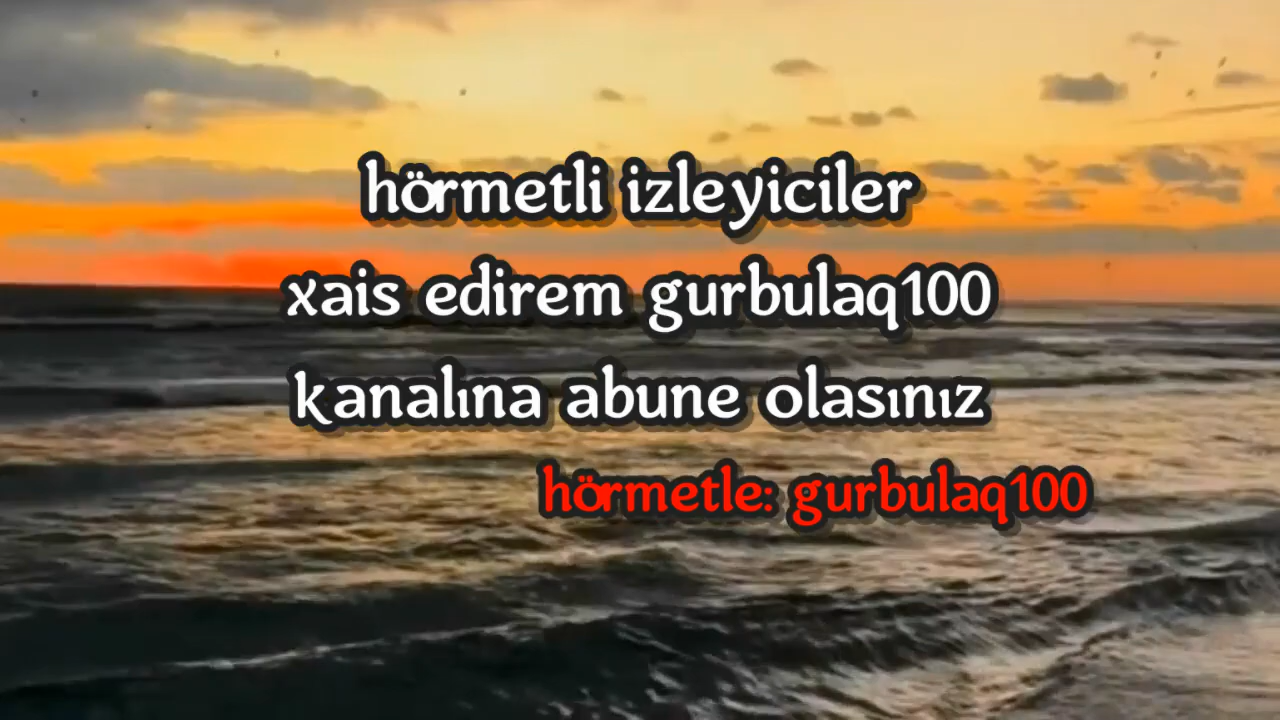 hörmetli izleyiciler
xais edirem gurbulaq100
kanalına abune olasınız
hörmetle: gurbulaq100